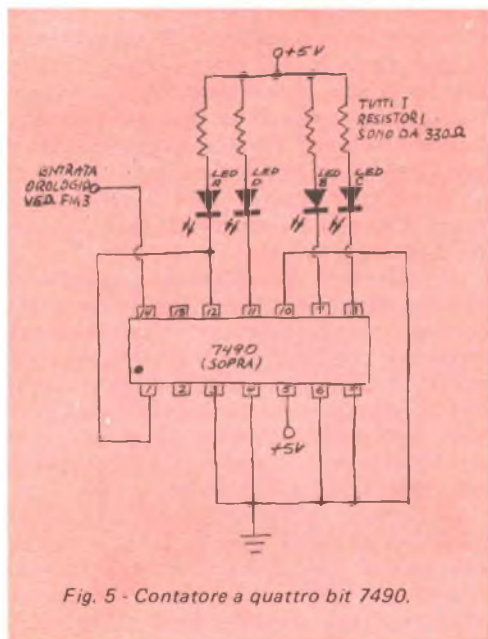 +5V
TUTTI I
RESISTORI
SONO DA 330Ω
LED
A
LED
D
LED
B
LED
C
ENTRATA
OROLOGIO
VED. FIG 3
14 13 12 11 10 9 8
7490
(SOPRA)
1 2 3 4 5 6 7
+5V
Fig. 5 - Contatore a quattro bit 7490.